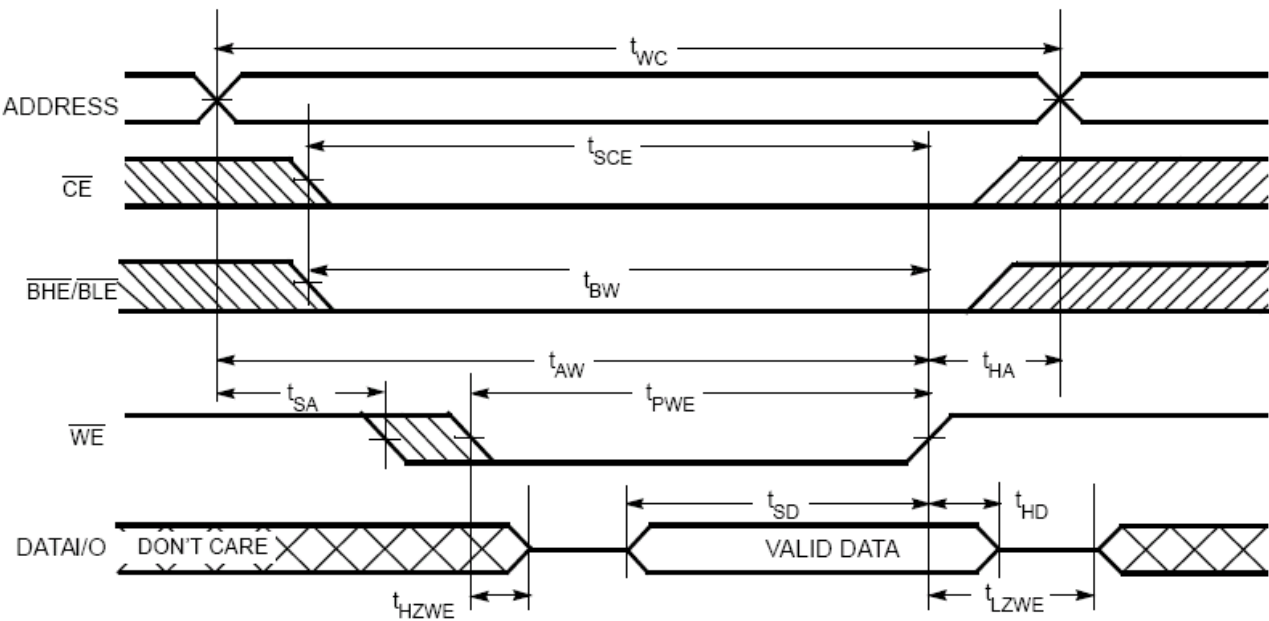 tWC
ADDRESS
tSCE
CE
BHE/BLE
tBW
tAW
tHA
tSA
tPWE
WE
tSD
tHD
DATAI/O
DON'T CARE
VALID DATA
tHZWE
tLZWE